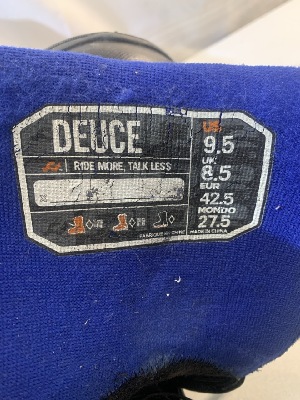 DEUCE
RIDE MORE, TALK LESS
US
9.5
UK
8.5
EUR
42.5
MONDO
27.5
MADE IN CHINA